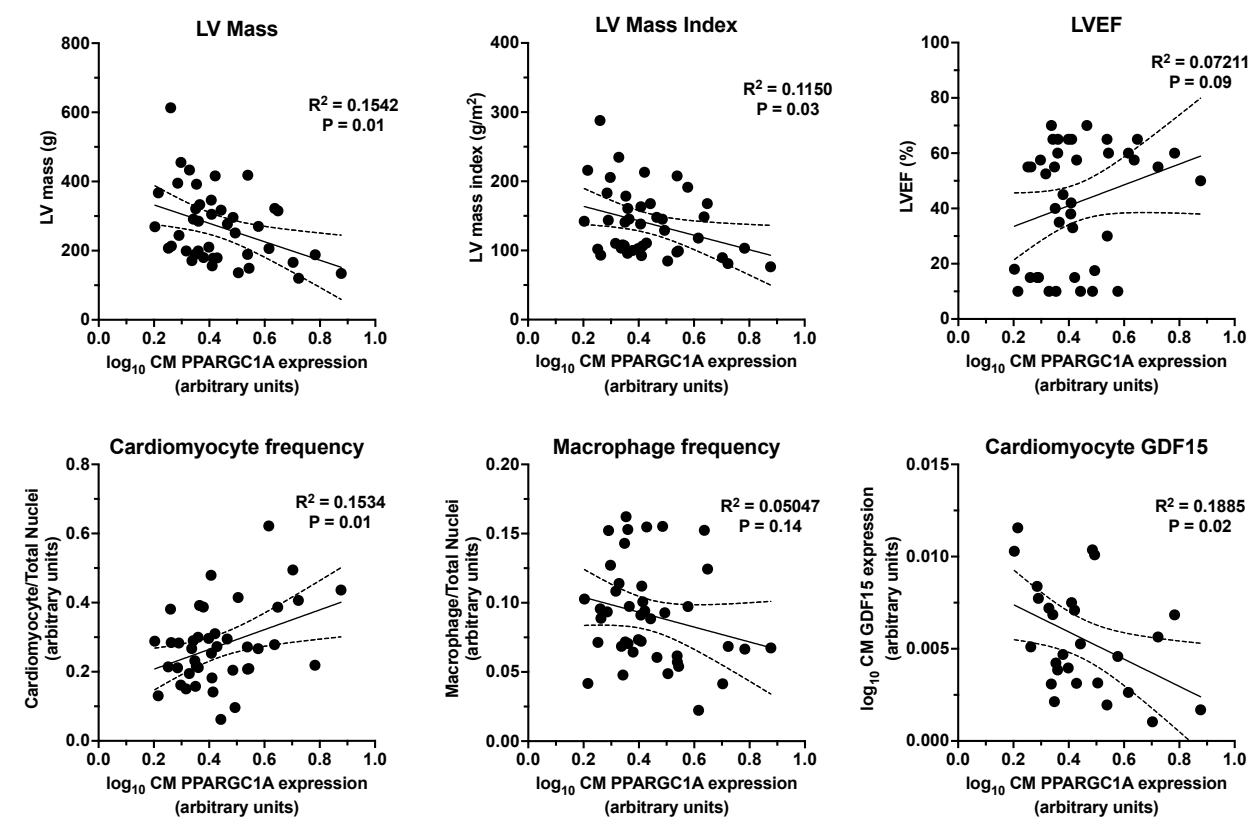 LV Mass
800
600
400
200
0
LV mass (g)
R2 = 0.1542
P = 0.01
0.0 0.2 0.4 0.6 0.8 1.0
log10 CM PPARGC1A expression
(arbitrary units)
LV Mass Index
400
300
200
100
0
LV mass index (g/m2)
R2 = 0.1150
P = 0.03
0.0 0.2 0.4 0.6 0.8 1.0
log10 CM PPARGC1A expression
(arbitrary units)
LVEF
100
80
60
40
20
0
LVEF (%)
R2 = 0.07211
P = 0.09
0.0 0.2 0.4 0.6 0.8 1.0
log10 CM PPARGC1A expression
(arbitrary units)
Cardiomyocyte frequency
0.8
0.6
0.4
0.2
0.0
Cardiomyocyte/Total Nuclei
(arbitrary units)
R2 = 0.1534
P = 0.01
0.0 0.2 0.4 0.6 0.8 1.0
log10 CM PPARGC1A expression
(arbitrary units)
Macrophage frequency
0.20
0.15
0.10
0.05
0.00
Macrophage/Total Nuclei
(arbitrary units)
R2 = 0.05047
P = 0.14
0.0 0.2 0.4 0.6 0.8 1.0
log10 CM PPARGC1A expression
(arbitrary units)
Cardiomyocyte GDF15
0.015
0.010
0.005
0.000
log10 CM GDF15 expression
(arbitrary units)
R2 = 0.1885
P = 0.02
0.0 0.2 0.4 0.6 0.8 1.0
log10 CM PPARGC1A expression
(arbitrary units)